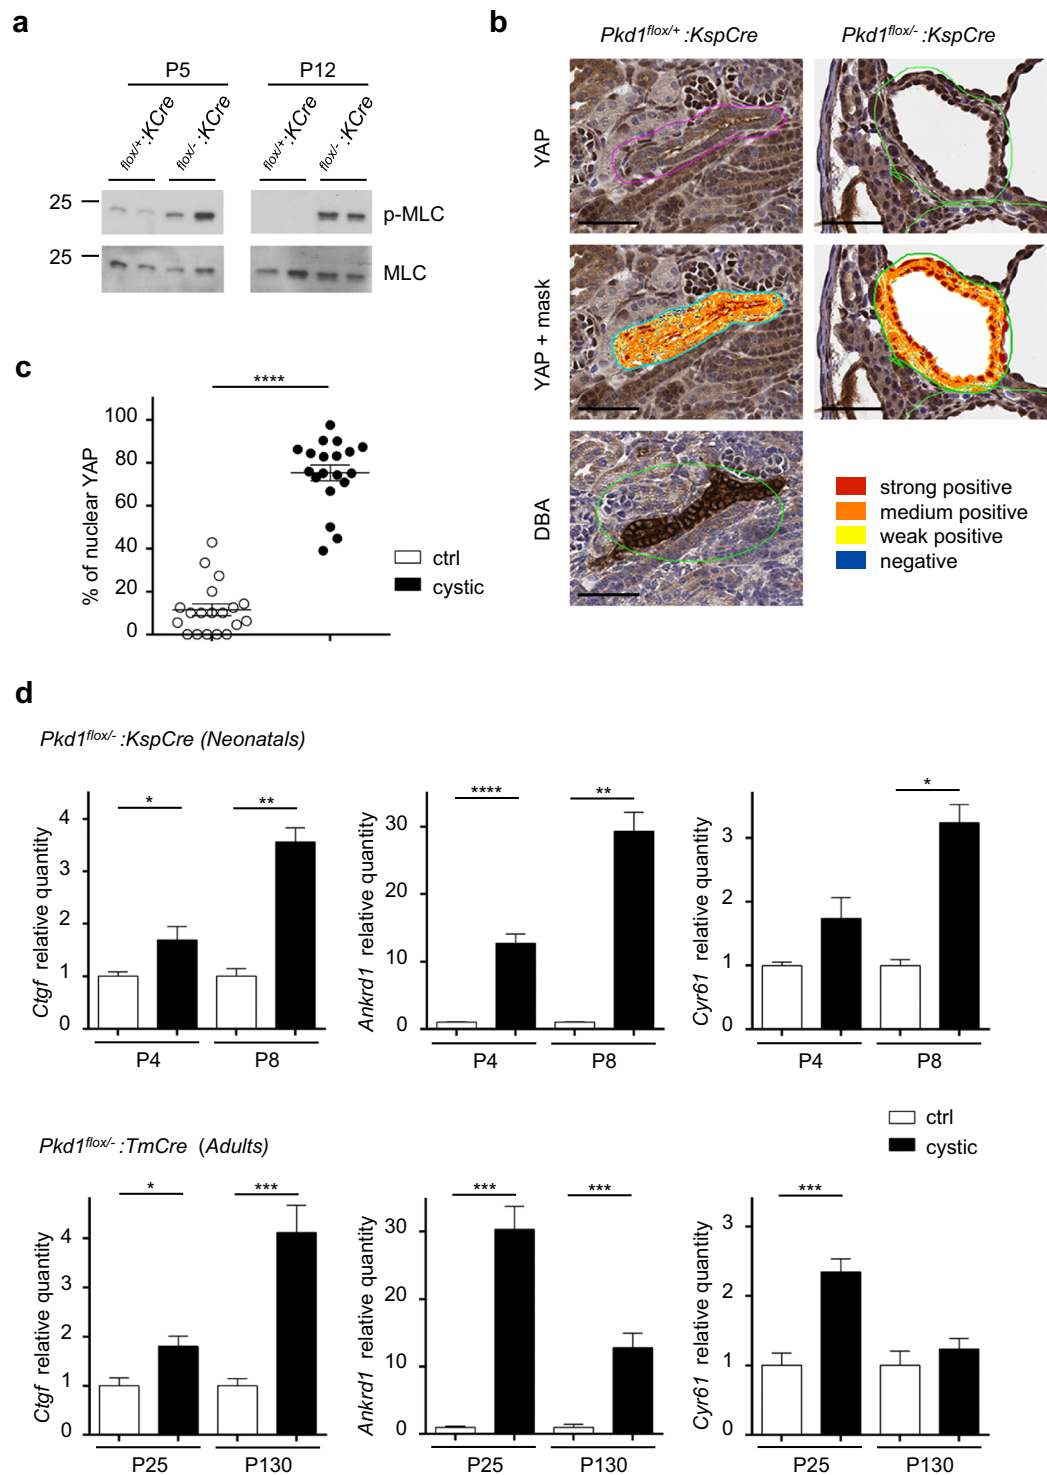 a
P5
P12
flox/+:KCre
flox/-:KCre
flox/+:KCre
flox/-:KCre
25
p-MLC
25
MLC
b
Pkd1flox/+:KspCre
Pkd1flox/-:KspCre
YAP
YAP + mask
DBA
strong positive
medium positive
weak positive
negative
c
****
% of nuclear YAP
100
80
60
40
20
0
ctrl
cystic
d
Pkd1flox/-:KspCre (Neonatals)
Ctgf relative quantity
4
3
2
1
0
*
**
P4
P8
Ankrd1 relative quantity
30
20
10
0
****
**
P4
P8
Cyr61 relative quantity
3
2
1
0
*
P4
P8
ctrl
cystic
Pkd1flox/-:TmCre (Adults)
Ctgf relative quantity
4
3
2
1
0
*
***
P25
P130
Ankrd1 relative quantity
30
20
10
0
***
***
P25
P130
Cyr61 relative quantity
3
2
1
0
***
P25
P130